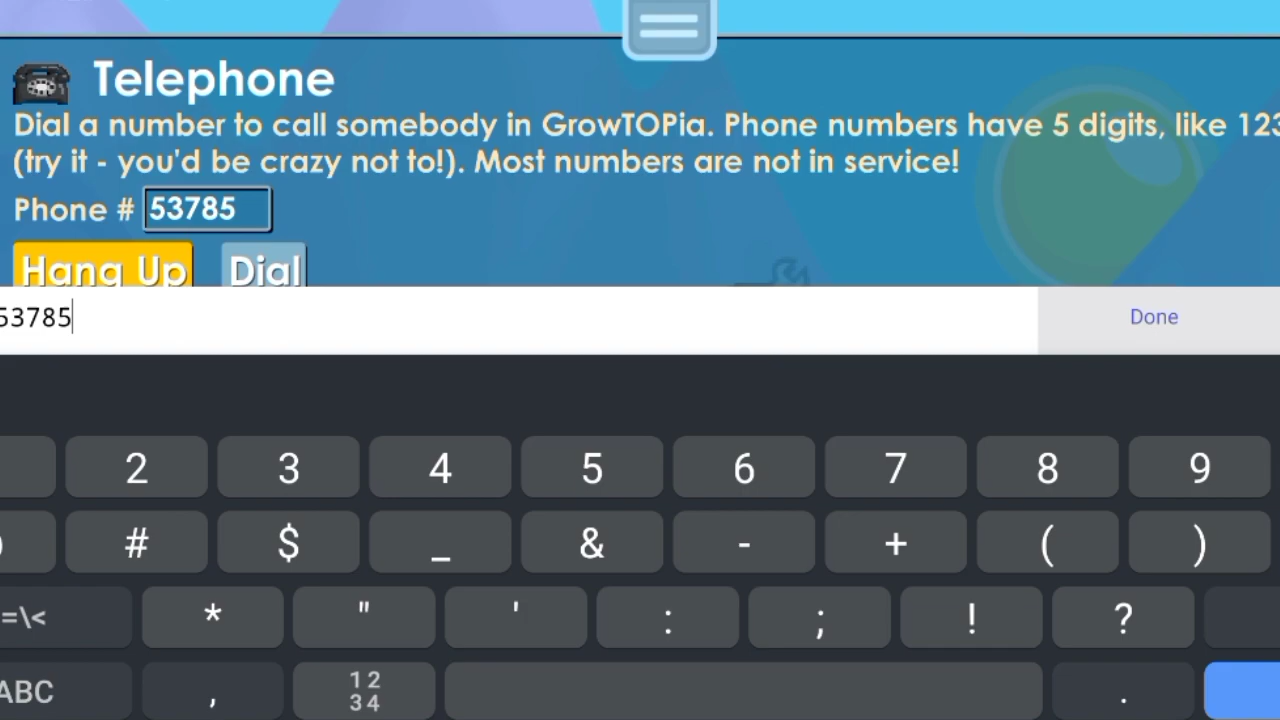 Telephone
Dial a number to call somebody in GrowTOPia. Phone numbers have 5 digits, like 123
(try it - you'd be crazy not to!). Most numbers are not in service!
Phone # 53785
Hang Up Dial
53785
Done
2 3 4 5 6 7 8 9
# $ _ & - + ( )
=\< * " ' : ; ! ?
ABC , 12 34 .